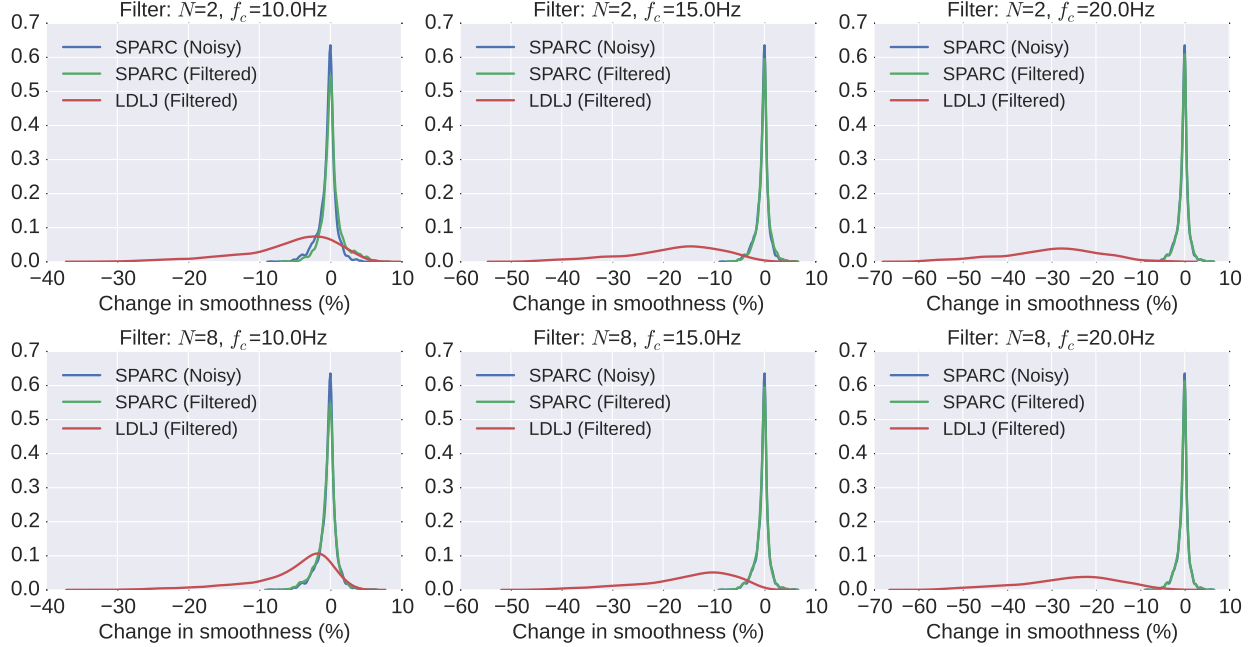 Filter: N=2, f_c=10.0Hz
0.7
0.6
0.5
0.4
0.3
0.2
0.1
0.0
SPARC (Noisy)
SPARC (Filtered)
LDLJ (Filtered)
−40 −30 −20 −10 0 10
Change in smoothness (%)
Filter: N=2, f_c=15.0Hz
0.7
0.6
0.5
0.4
0.3
0.2
0.1
0.0
SPARC (Noisy)
SPARC (Filtered)
LDLJ (Filtered)
−60 −50 −40 −30 −20 −10 0 10
Change in smoothness (%)
Filter: N=2, f_c=20.0Hz
0.7
0.6
0.5
0.4
0.3
0.2
0.1
0.0
SPARC (Noisy)
SPARC (Filtered)
LDLJ (Filtered)
−70 −60 −50 −40 −30 −20 −10 0 10
Change in smoothness (%)
Filter: N=8, f_c=10.0Hz
0.7
0.6
0.5
0.4
0.3
0.2
0.1
0.0
SPARC (Noisy)
SPARC (Filtered)
LDLJ (Filtered)
−40 −30 −20 −10 0 10
Change in smoothness (%)
Filter: N=8, f_c=15.0Hz
0.7
0.6
0.5
0.4
0.3
0.2
0.1
0.0
SPARC (Noisy)
SPARC (Filtered)
LDLJ (Filtered)
−60 −50 −40 −30 −20 −10 0 10
Change in smoothness (%)
Filter: N=8, f_c=20.0Hz
0.7
0.6
0.5
0.4
0.3
0.2
0.1
0.0
SPARC (Noisy)
SPARC (Filtered)
LDLJ (Filtered)
−70 −60 −50 −40 −30 −20 −10 0 10
Change in smoothness (%)